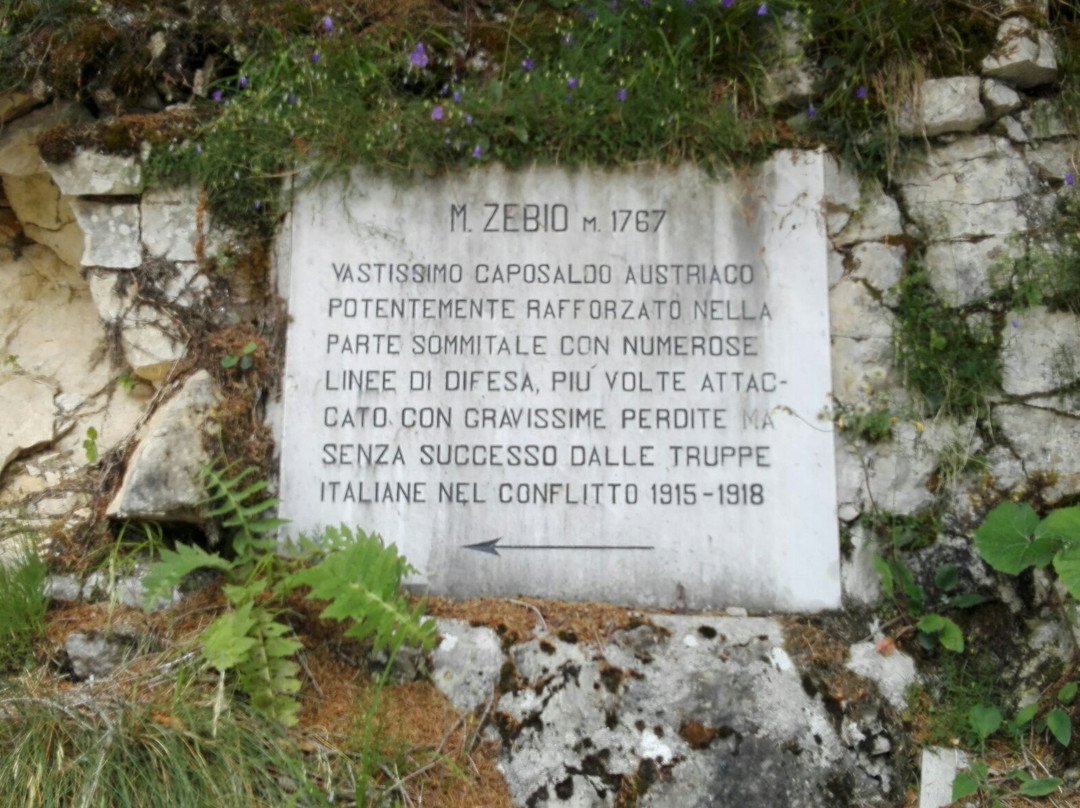 M. ZEBIO M. 1767
VASTISSIMO CAPOSALDO AUSTRIACO
POTENTEMENTE RAFFORZATO NELLA
PARTE SOMMITALE CON NUMEROSE
LINEE DI DIFESA, PIÚ VOLTE ATTAC-
CATO CON GRAVISSIME PERDITE MA
SENZA SUCCESSO DALLE TRUPPE
ITALIANE NEL CONFLITTO 1915-1918